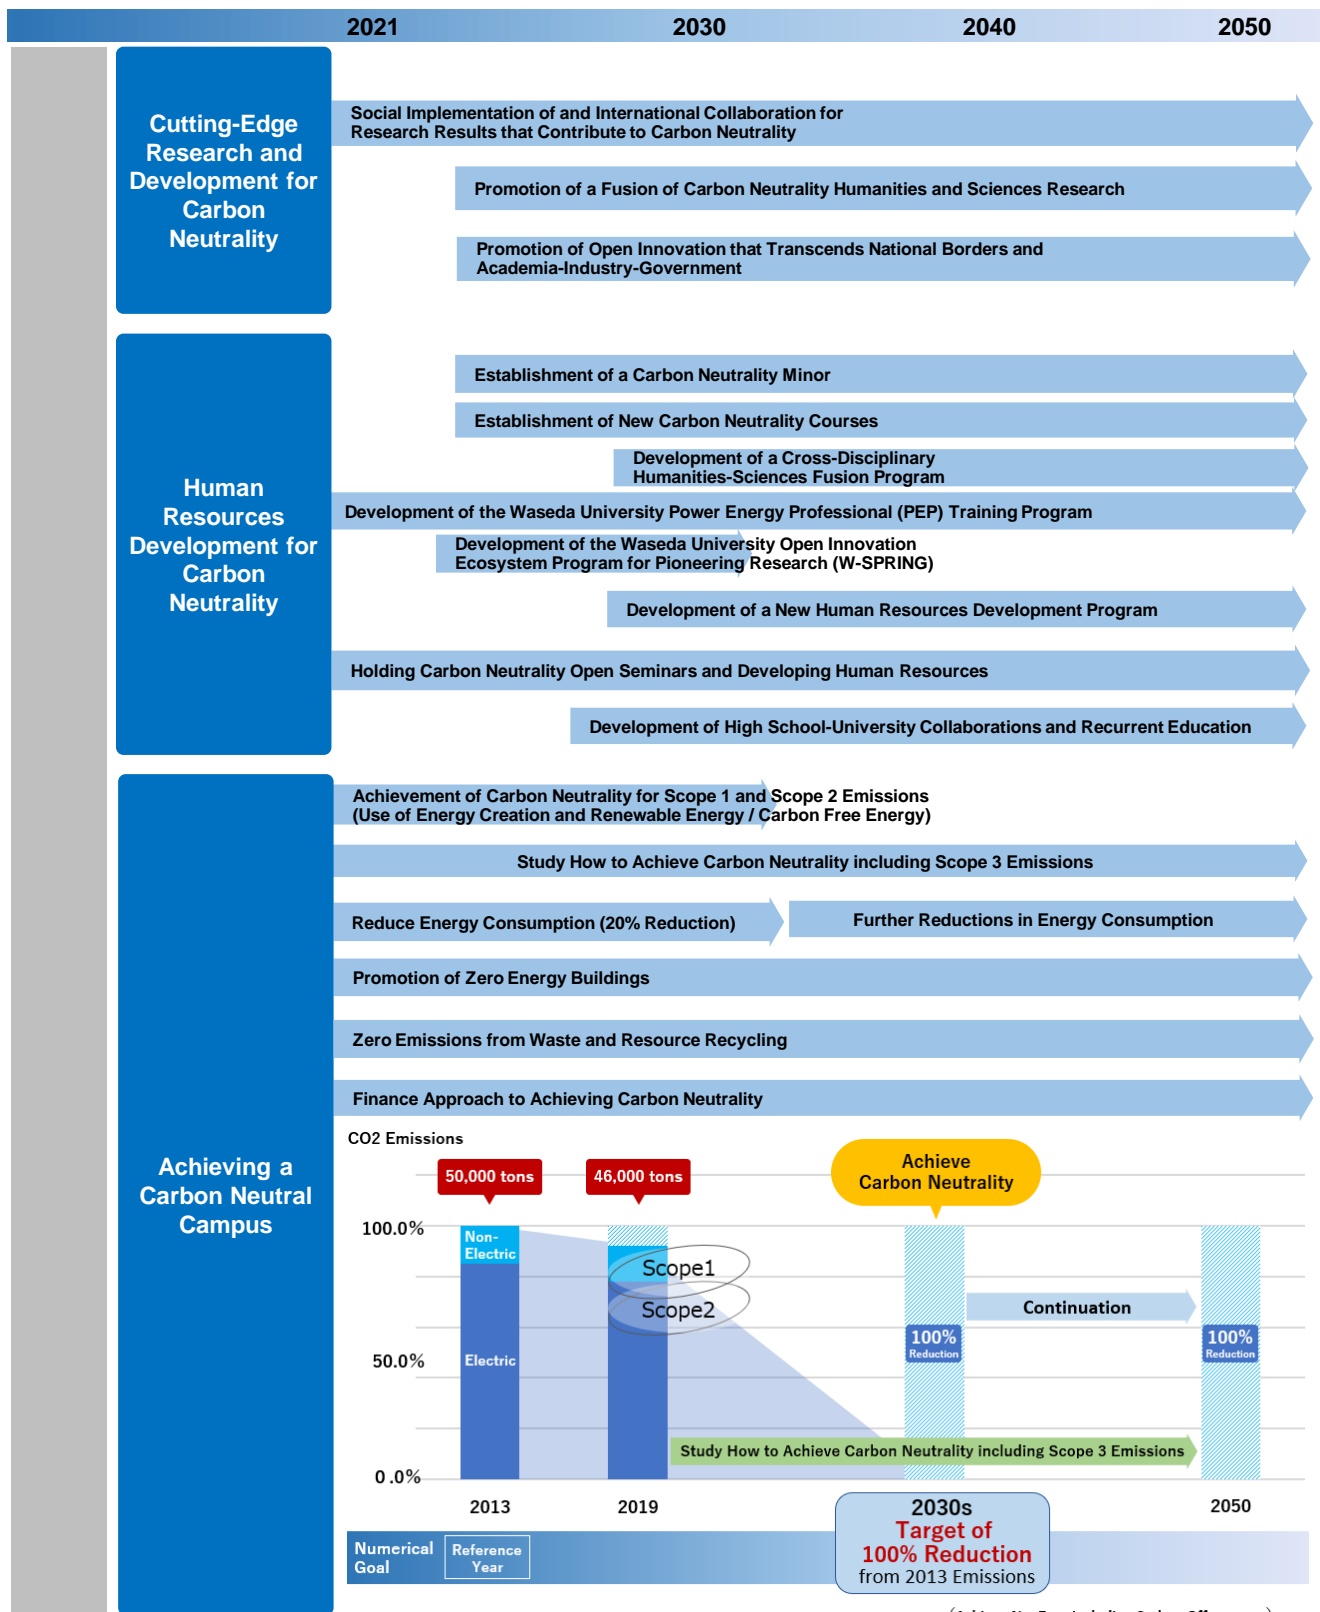 2021 2030 2040 2050
Cutting-Edge
Research and
Development for
Carbon
Neutrality
Social Implementation of and International Collaboration for
Research Results that Contribute to Carbon Neutrality
Promotion of a Fusion of Carbon Neutrality Humanities and Sciences Research
Promotion of Open Innovation that Transcends National Borders and
Academia-Industry-Government
Human
Resources
Development for
Carbon
Neutrality
Establishment of a Carbon Neutrality Minor
Establishment of New Carbon Neutrality Courses
Development of a Cross-Disciplinary
Humanities-Sciences Fusion Program
Development of the Waseda University Power Energy Professional (PEP) Training Program
Development of the Waseda University Open Innovation
Ecosystem Program for Pioneering Research (W-SPRING)
Development of a New Human Resources Development Program
Holding Carbon Neutrality Open Seminars and Developing Human Resources
Development of High School-University Collaborations and Recurrent Education
Achieving a
Carbon Neutral
Campus
Achievement of Carbon Neutrality for Scope 1 and Scope 2 Emissions
(Use of Energy Creation and Renewable Energy / Carbon Free Energy)
Study How to Achieve Carbon Neutrality including Scope 3 Emissions
Reduce Energy Consumption (20% Reduction)
Further Reductions in Energy Consumption
Promotion of Zero Energy Buildings
Zero Emissions from Waste and Resource Recycling
Finance Approach to Achieving Carbon Neutrality
CO2 Emissions
50,000 tons
46,000 tons
Achieve
Carbon Neutrality
100.0%
50.0%
0.0%
Non-
Electric
Electric
Scope1
Scope2
100%
Reduction
Continuation
100%
Reduction
Study How to Achieve Carbon Neutrality including Scope 3 Emissions
2013
2019
2030s
Target of
100% Reduction
from 2013 Emissions
2050
Numerical
Goal
Reference
Year